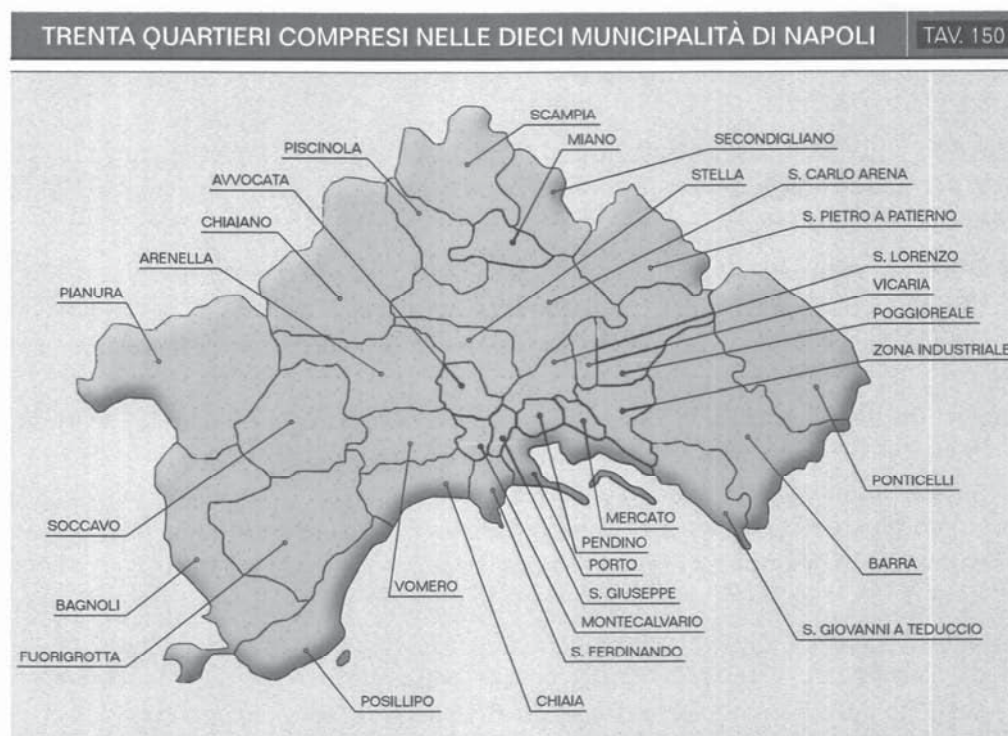 TRENTA QUARTIERI COMPRESI NELLE DIECI MUNICIPALITÀ DI NAPOLI
TAV. 150
SCAMPIA
MIANO
PISCINOLA
SECONDIGLIANO
AVVOCATA
STELLA
S. CARLO ARENA
CHIAIANO
S. PIETRO A PATIERNO
ARENELLA
S. LORENZO
PIANURA
VICARIA
POGGIOREALE
ZONA INDUSTRIALE
PONTICELLI
SOCCAVO
MERCATO
PENDINO
BARRA
PORTO
BAGNOLI
VOMERO
S. GIUSEPPE
MONTECALVARIO
S. GIOVANNI A TEDUCCIO
FUORIGROTTA
S. FERDINANDO
POSILLIPO
CHIAIA